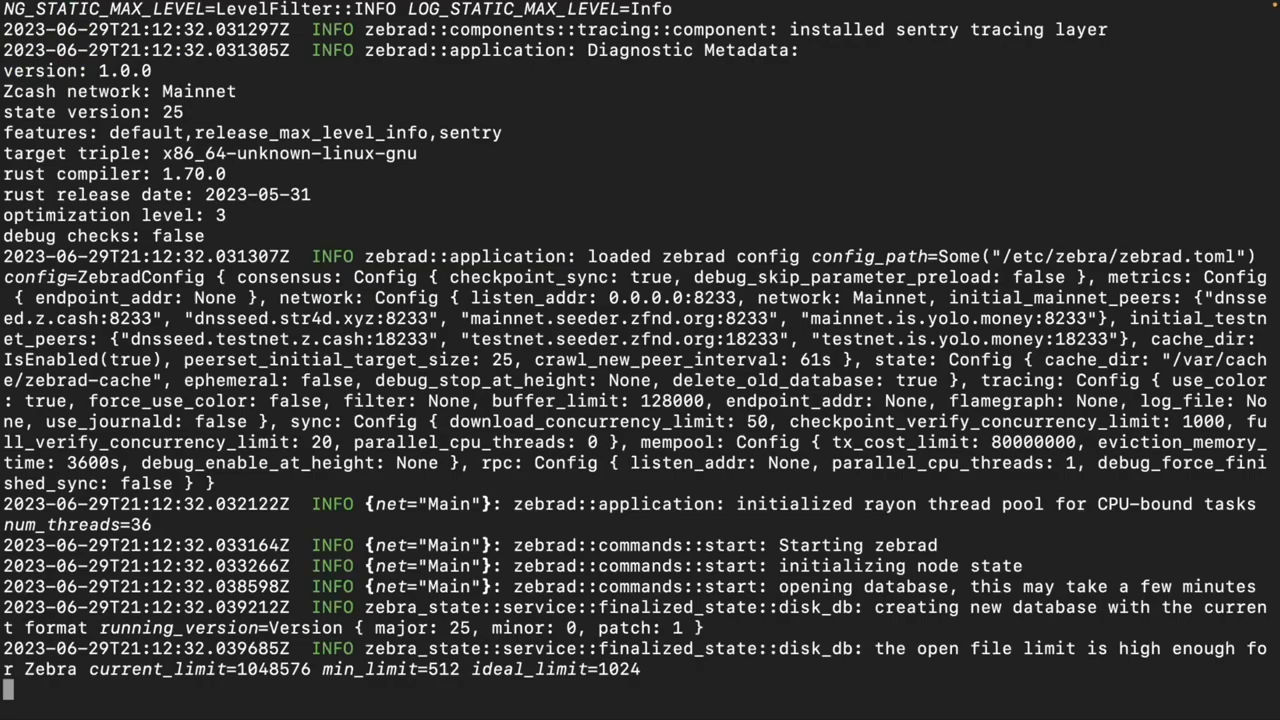 NG_STATIC_MAX_LEVEL=LevelFilter::INFO LOG_STATIC_MAX_LEVEL=Info
2023-06-29T21:12:32.031297Z  INFO zebrad::components::tracing::component: installed sentry tracing layer
2023-06-29T21:12:32.031305Z  INFO zebrad::application: Diagnostic Metadata:
version: 1.0.0
Zcash network: Mainnet
state version: 25
features: default,release_max_level_info,sentry
target triple: x86_64-unknown-linux-gnu
rust compiler: 1.70.0
rust release date: 2023-05-31
optimization level: 3
debug checks: false
2023-06-29T21:12:32.031307Z  INFO zebrad::application: loaded zebrad config config_path=Some("/etc/zebra/zebrad.toml")
config=ZebradConfig { consensus: Config { checkpoint_sync: true, debug_skip_parameter_preload: false }, metrics: Config
 { endpoint_addr: None }, network: Config { listen_addr: 0.0.0.0:8233, network: Mainnet, initial_mainnet_peers: {"dnsse
ed.z.cash:8233", "dnsseed.str4d.xyz:8233", "mainnet.seeder.zfnd.org:8233", "mainnet.is.yolo.money:8233"}, initial_testn
et_peers: {"dnsseed.testnet.z.cash:18233", "testnet.seeder.zfnd.org:18233", "testnet.is.yolo.money:18233"}, cache_dir:
IsEnabled(true), peerset_initial_target_size: 25, crawl_new_peer_interval: 61s }, state: Config { cache_dir: "/var/cach
e/zebrad-cache", ephemeral: false, debug_stop_at_height: None, delete_old_database: true }, tracing: Config { use_color
: true, force_use_color: false, filter: None, buffer_limit: 128000, endpoint_addr: None, flamegraph: None, log_file: No
ne, use_journald: false }, sync: Config { download_concurrency_limit: 50, checkpoint_verify_concurrency_limit: 1000, fu
ll_verify_concurrency_limit: 20, parallel_cpu_threads: 0 }, mempool: Config { tx_cost_limit: 80000000, eviction_memory_
time: 3600s, debug_enable_at_height: None }, rpc: Config { listen_addr: None, parallel_cpu_threads: 1, debug_force_fini
shed_sync: false } }
2023-06-29T21:12:32.032122Z  INFO {net="Main"}: zebrad::application: initialized rayon thread pool for CPU-bound tasks
num_threads=36
2023-06-29T21:12:32.033164Z  INFO {net="Main"}: zebrad::commands::start: Starting zebrad
2023-06-29T21:12:32.033266Z  INFO {net="Main"}: zebrad::commands::start: initializing node state
2023-06-29T21:12:32.038598Z  INFO {net="Main"}: zebrad::commands::start: opening database, this may take a few minutes
2023-06-29T21:12:32.039212Z  INFO zebra_state::service::finalized_state::disk_db: creating new database with the curren
t format running_version=Version { major: 25, minor: 0, patch: 1 }
2023-06-29T21:12:32.039685Z  INFO zebra_state::service::finalized_state::disk_db: the open file limit is high enough fo
r Zebra current_limit=1048576 min_limit=512 ideal_limit=1024